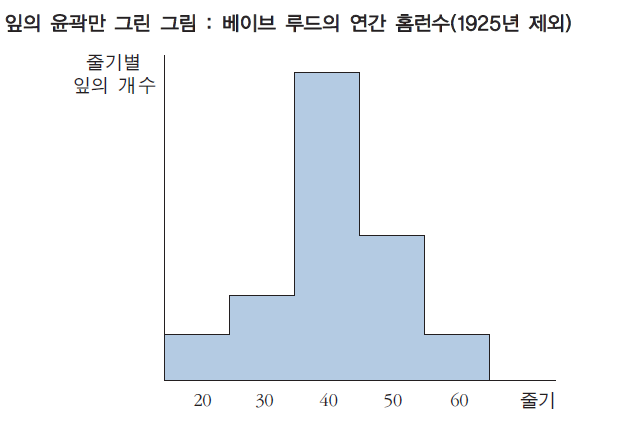 잎의 윤곽만 그린 그림 : 베이브 루드의 연간 홈런수(1925년 제외)
줄기별
잎의 개수
20 30 40 50 60 줄기